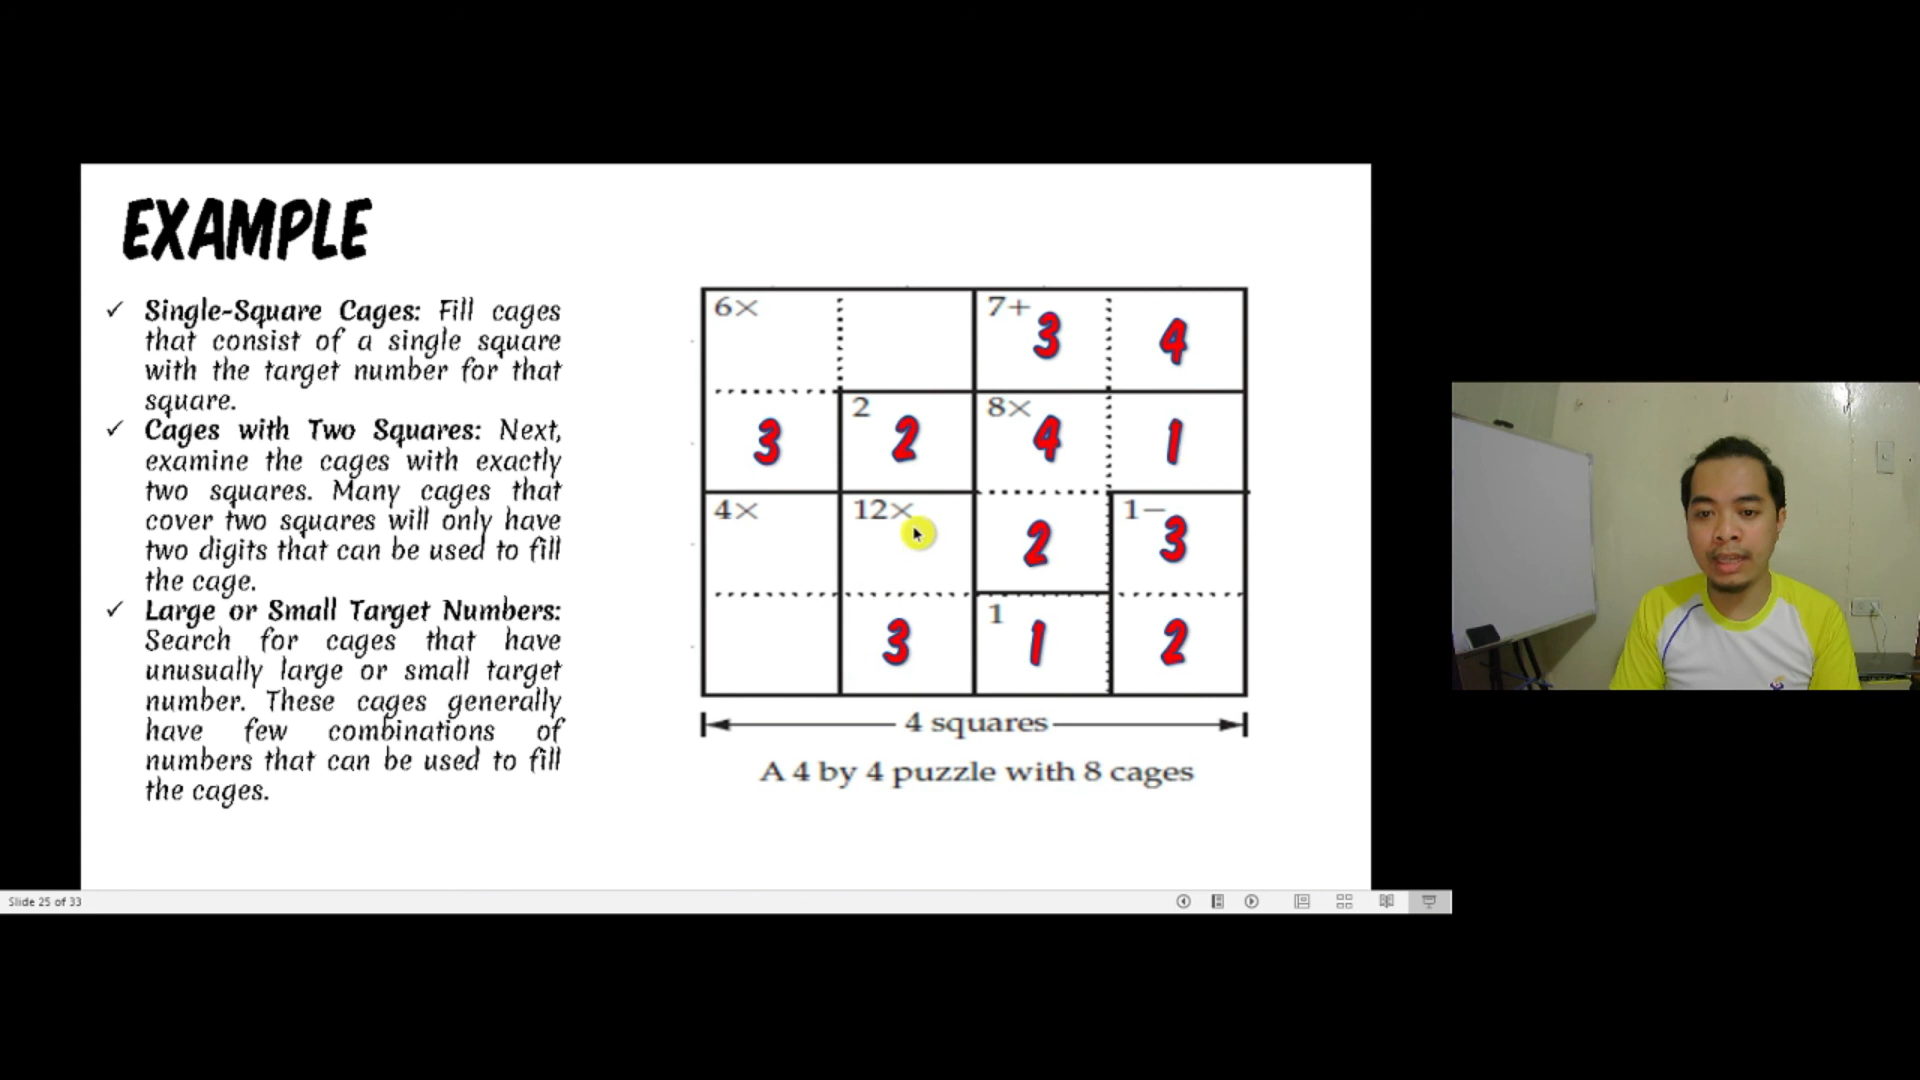 EXAMPLE
✓ Single-Square Cages: Fill cages
that consist of a single square
with the target number for that
square.
✓ Cages with Two Squares: Next,
examine the cages with exactly
two squares. Many cages that
cover two squares will only have
two digits that can be used to fill
the cage.
✓ Large or Small Target Numbers:
Search for cages that have
unusually large or small target
number. These cages generally
have few combinations of
numbers that can be used to fill
the cages.
6× 7+ 3 4
3 2 2 8× 4 1
4× 12× 2 1− 3
3 1 1 2
4 squares
A 4 by 4 puzzle with 8 cages
Slide 25 of 33